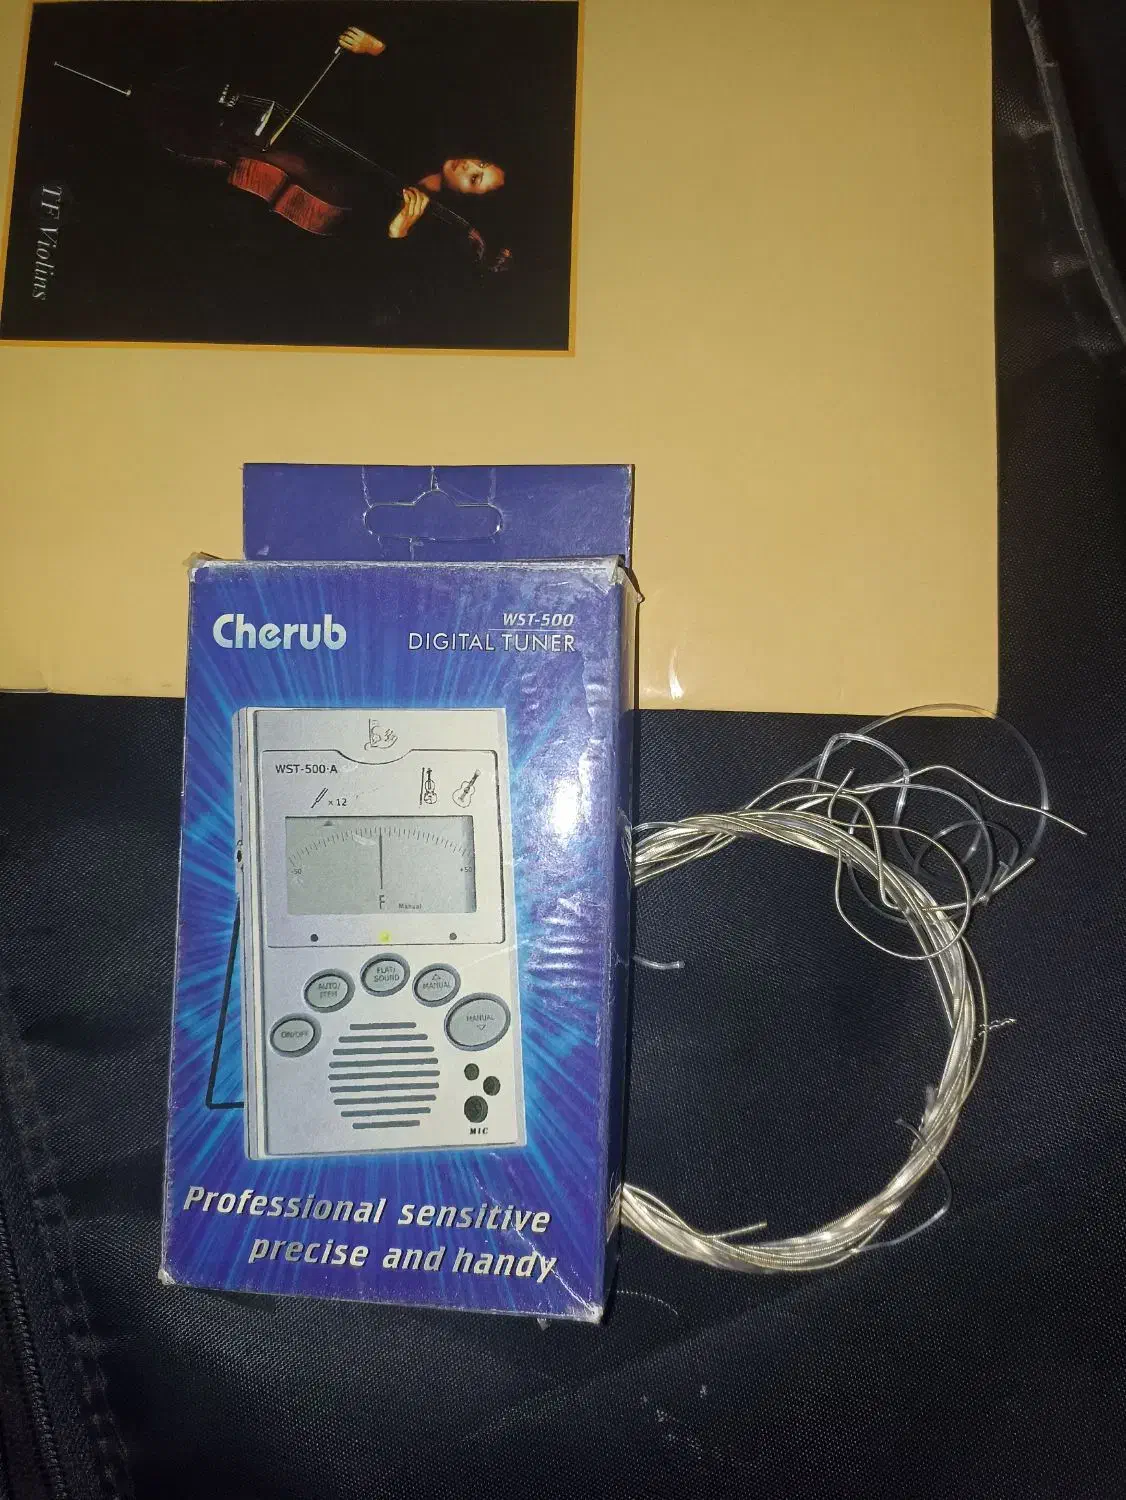 TF Violins
Cherub
WST-500
DIGITAL TUNER
WST-500·A
× 12
-50
+50
F
Manual
AUTO/
FLAT/
SOUND
MANUAL
MANUAL
ON/OFF
MIC
Professional sensitive
precise and handy